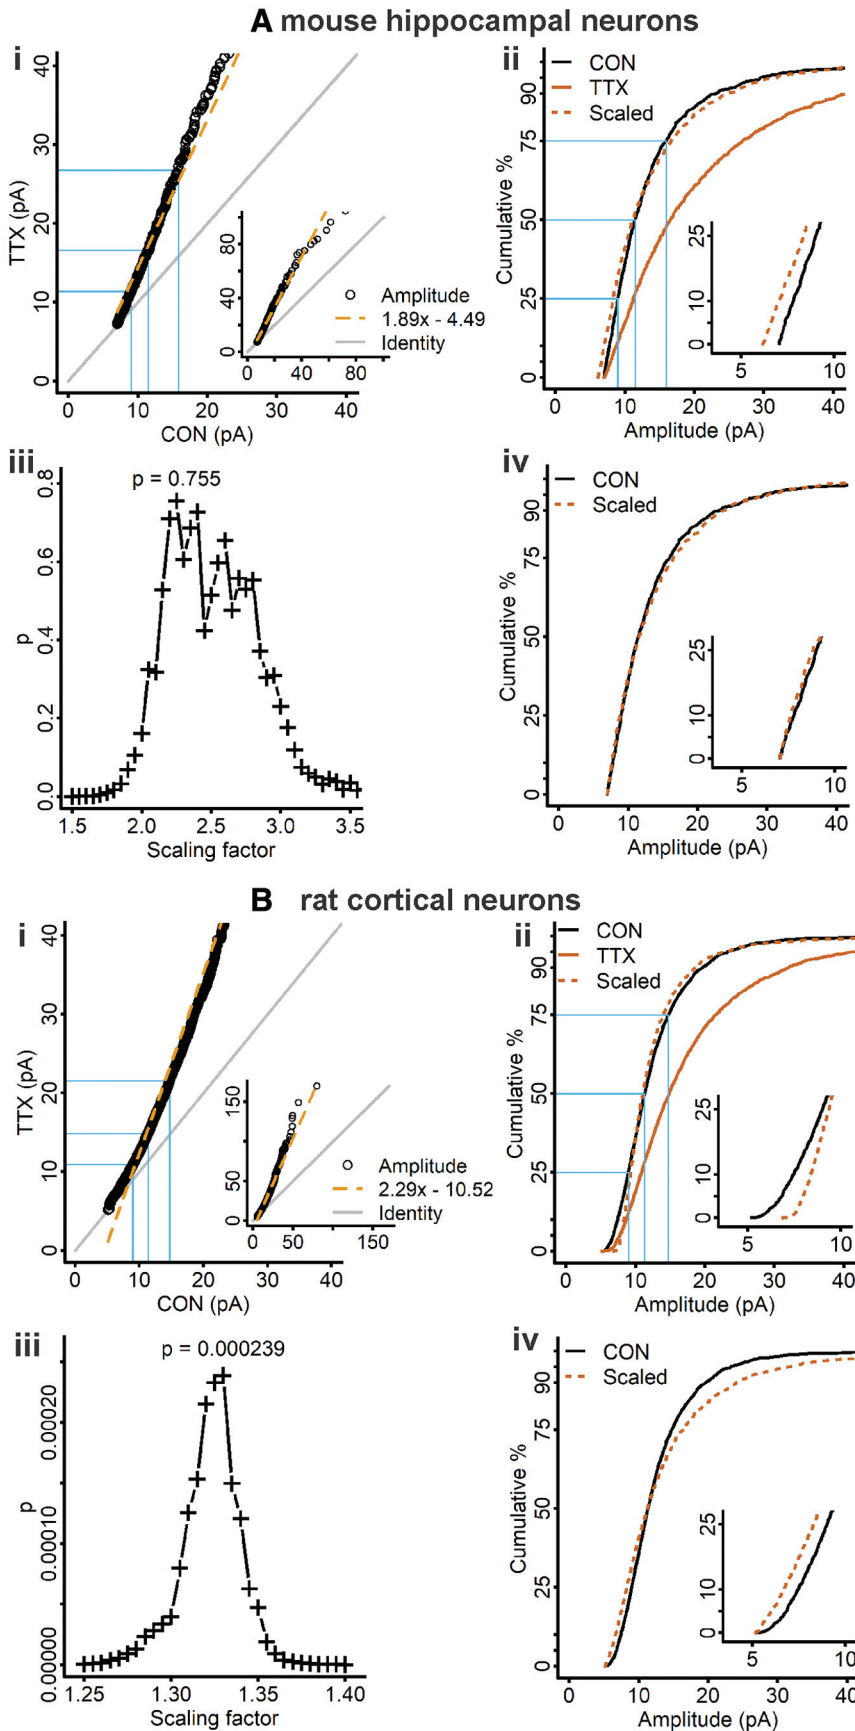 A mouse hippocampal neurons
i
TTX (pA)
40
30
20
10
0
0 10 20 30 40
CON (pA)
80
40
0
0 20 40 60 80
Amplitude
1.89x - 4.49
Identity
ii
Cumulative %
90
75
50
25
0
CON
TTX
Scaled
25
10
0
5 10
0 10 20 30 40
Amplitude (pA)
iii
p = 0.755
p
0.8
0.6
0.4
0.2
0.0
1.5 2.0 2.5 3.0 3.5
Scaling factor
iv
Cumulative %
90
75
50
25
0
CON
Scaled
25
10
0
5 10
0 10 20 30 40
Amplitude (pA)
B rat cortical neurons
i
TTX (pA)
40
30
20
10
0
0 10 20 30 40
CON (pA)
150
100
50
0
0 50 100 150
Amplitude
2.29x - 10.52
Identity
ii
Cumulative %
90
75
50
25
0
CON
TTX
Scaled
25
10
0
5 10
0 10 20 30 40
Amplitude (pA)
iii
p = 0.000239
p
0.00020
0.00010
0.00000
1.25 1.30 1.35 1.40
Scaling factor
iv
Cumulative %
90
75
50
25
0
CON
Scaled
25
10
0
5 10
0 10 20 30 40
Amplitude (pA)